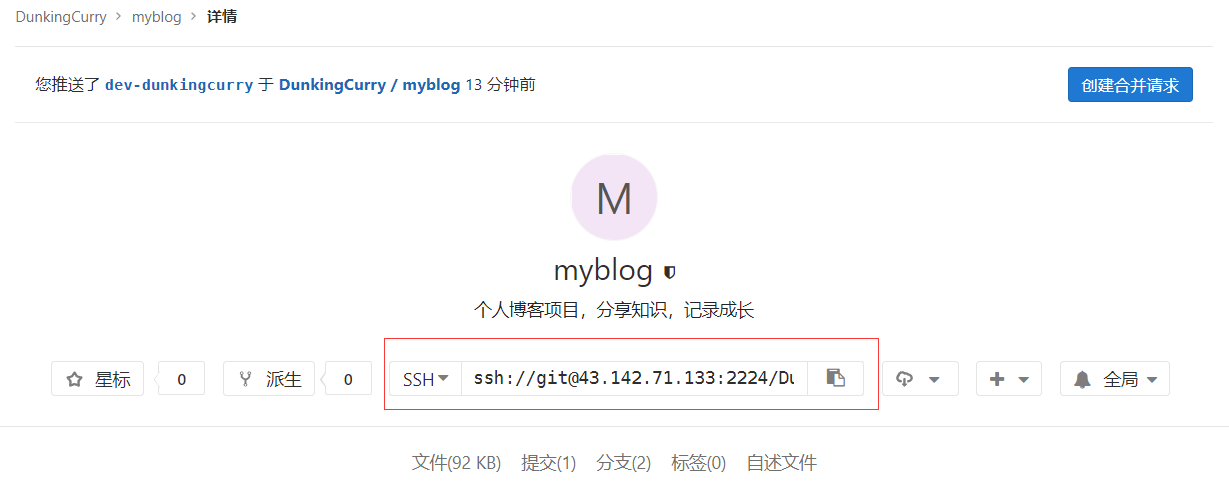 DunkingCurry > myblog > 详情
您推送了 dev-dunkingcurry 于 DunkingCurry / myblog 13 分钟前 创建合并请求
M
myblog
个人博客项目，分享知识，记录成长
星标 0 派生 0 SSH ssh://git@43.142.71.133:2224/Du 全局
文件(92 KB) 提交(1) 分支(2) 标签(0) 自述文件